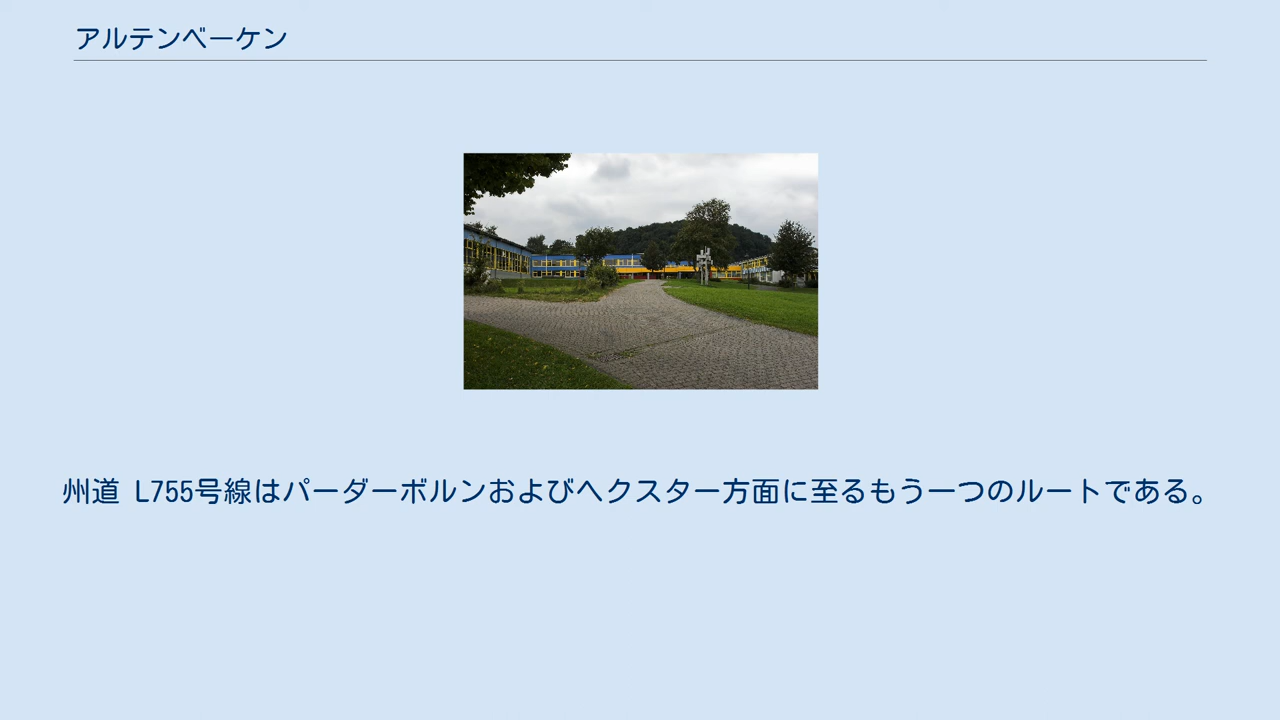 アルテンベーケン
州道 L755号線はパーダーボルンおよびヘクスター方面に至るもう一つのルートである。